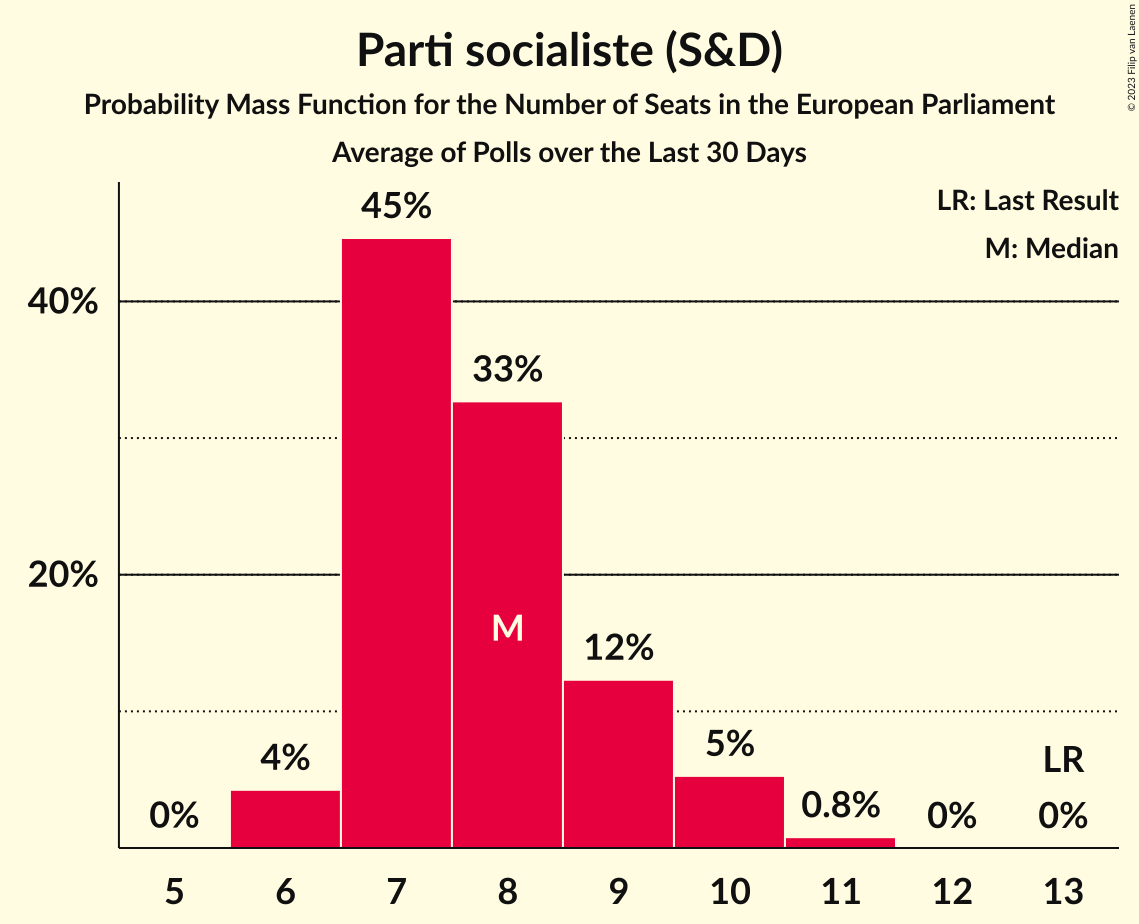 Parti socialiste (S&D)
Probability Mass Function for the Number of Seats in the European Parliament
Average of Polls over the Last 30 Days
© 2023 Filip van Laenen
LR: Last Result
M: Median
40%
20%
0%
4%
45%
33%
M
12%
5%
0.8%
0%
LR
0%
5 6 7 8 9 10 11 12 13